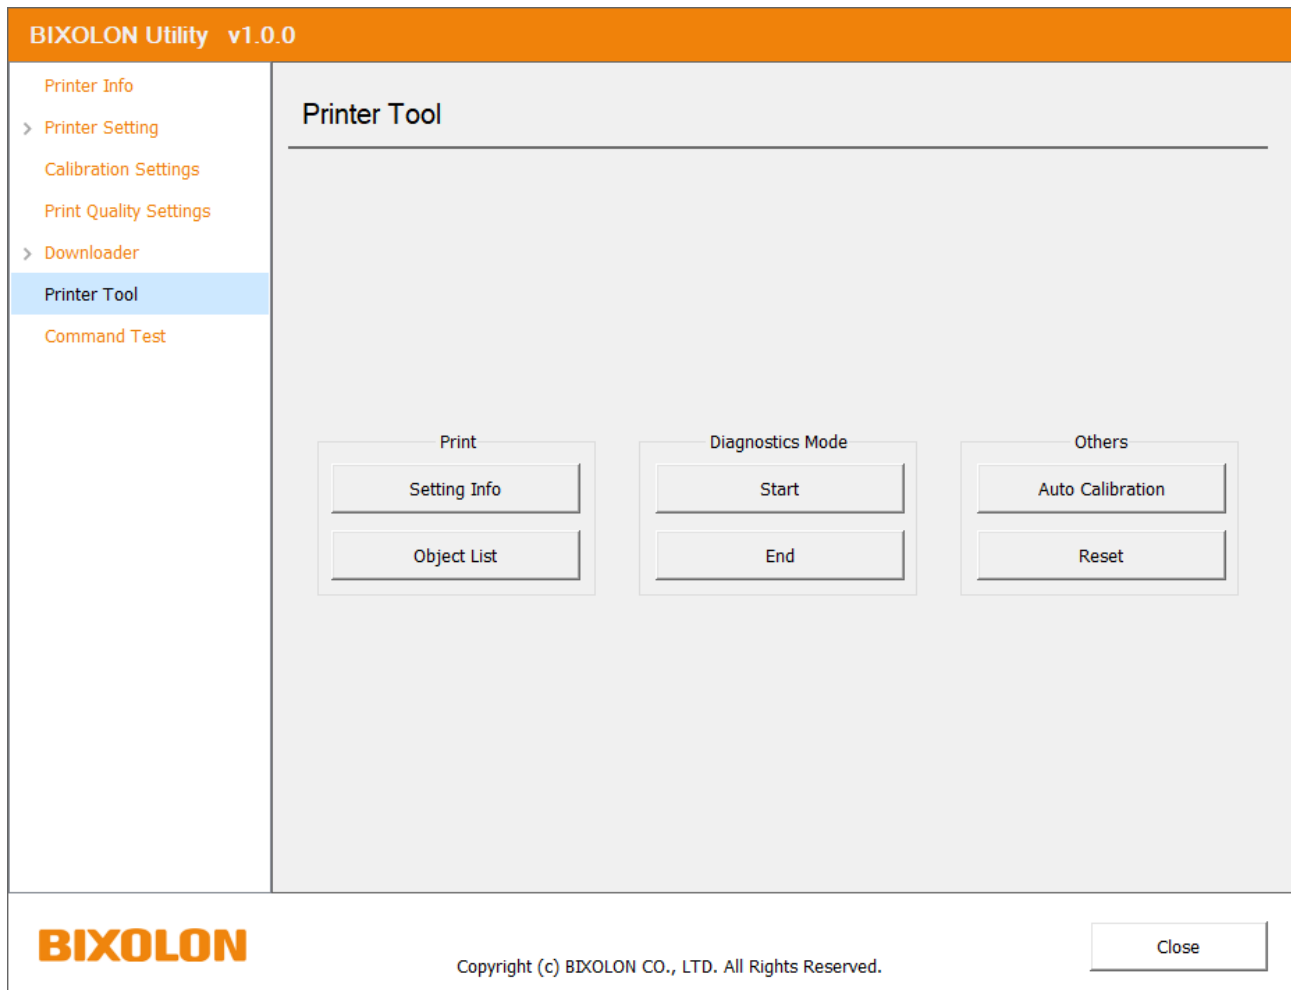 BIXOLON Utility v1.0.0
Printer Info
Printer Setting
Calibration Settings
Print Quality Settings
Downloader
Printer Tool
Command Test
Printer Tool
Print
Setting Info
Object List
Diagnostics Mode
Start
End
Others
Auto Calibration
Reset
BIXOLON
Copyright (c) BIXOLON CO., LTD. All Rights Reserved.
Close